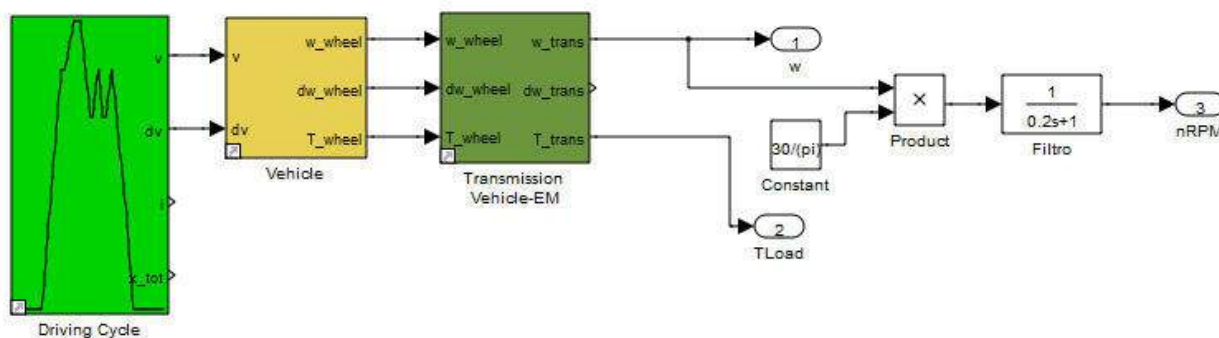 v
dv
i
x_tot
Driving Cycle
v
dv
w_wheel
dw_wheel
T_wheel
Vehicle
w_wheel
dw_wheel
T_wheel
w_trans
dw_trans
T_trans
Transmission
Vehicle-EM
1
w
2
TLoad
30/(pi)
Constant
×
Product
1
0.2s+1
Filtro
3
nRPM